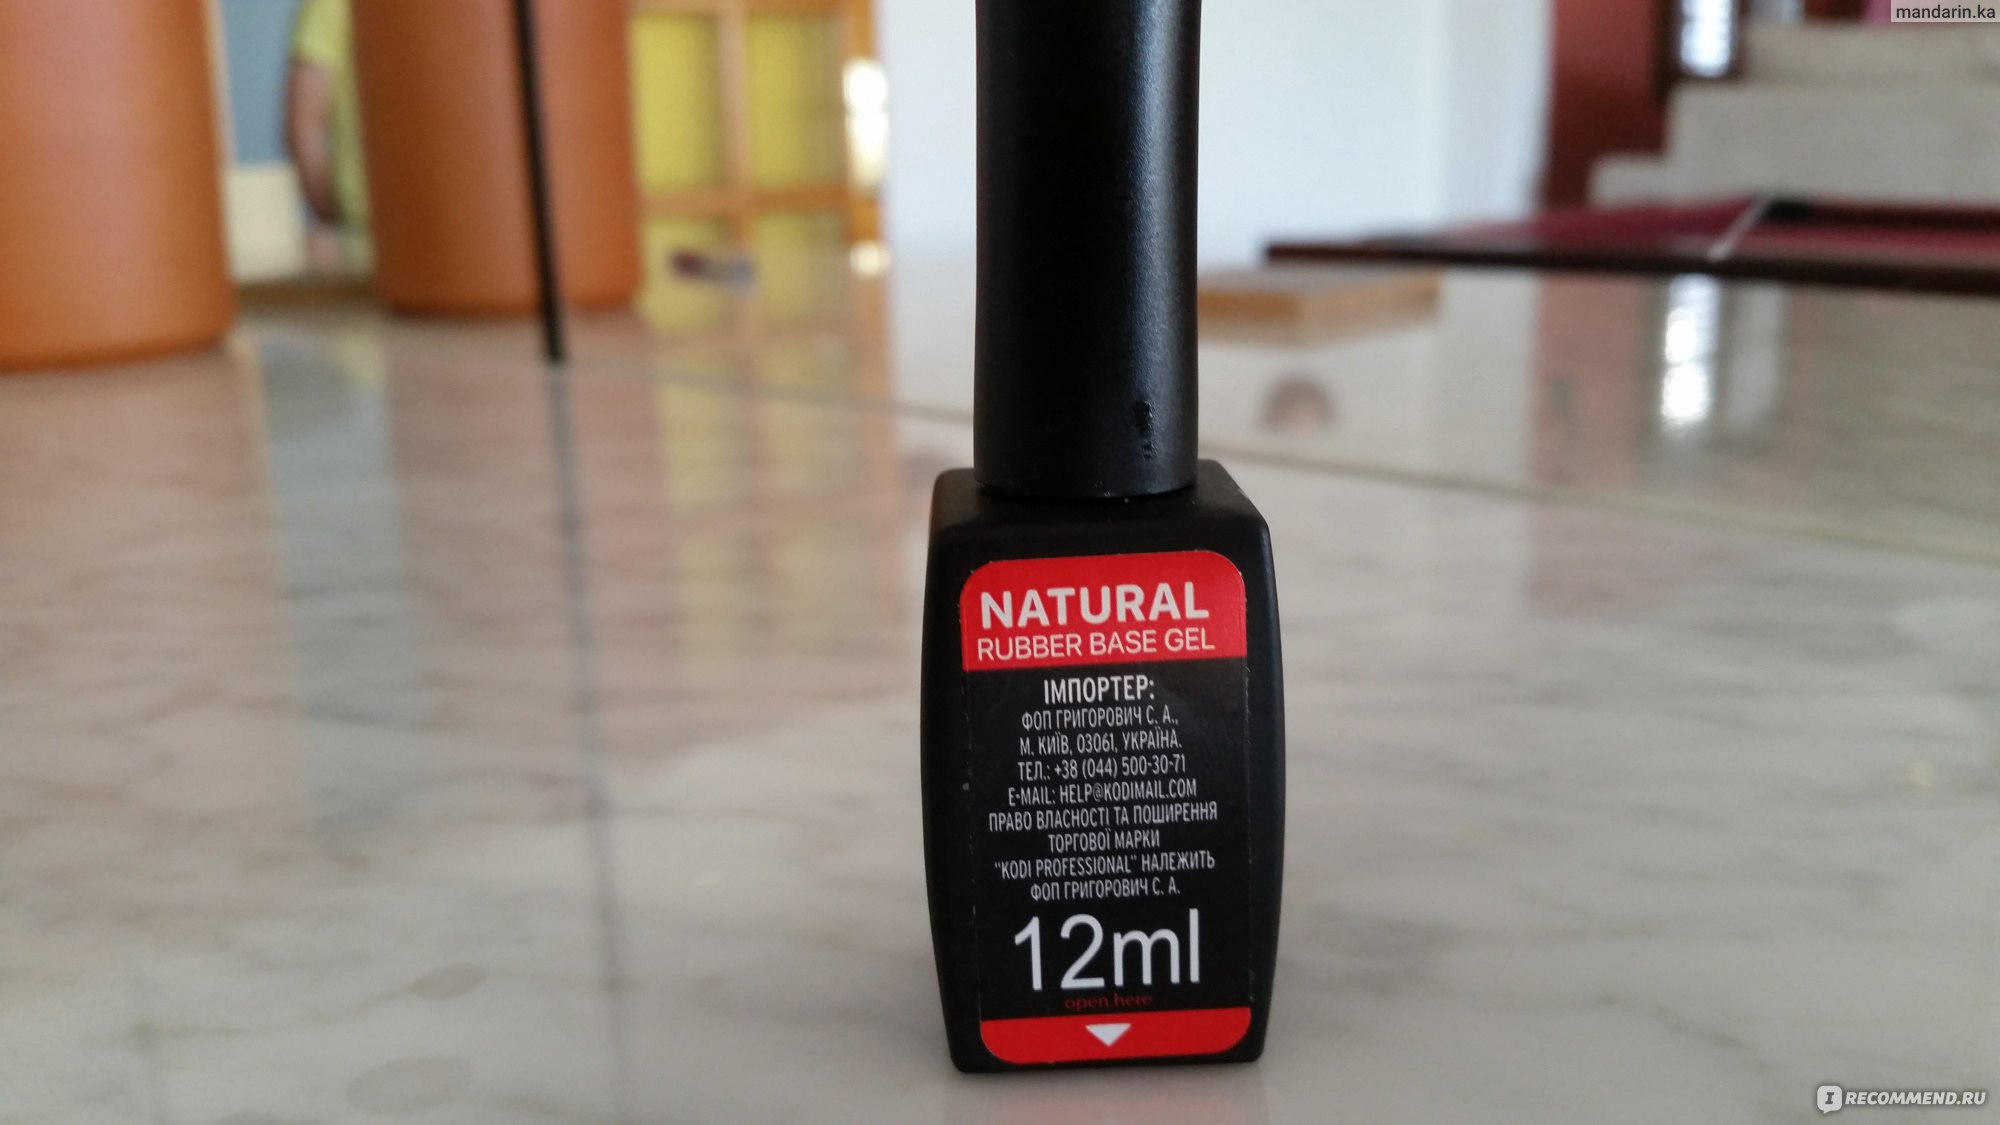 mandarin.ka
NATURAL
RUBBER BASE GEL
ІМПОРТЕР:
ФОП ГРИГОРОВИЧ С. А.,
М. КИЇВ, 03061, УКРАЇНА.
ТЕЛ.: +38 (044) 500-30-71
E-MAIL: HELP@KODIMAIL.COM
ПРАВО ВЛАСНОСТІ ТА ПОШИРЕННЯ
ТОРГОВОЇ МАРКИ
"KODI PROFESSIONAL" НАЛЕЖИТЬ
ФОП ГРИГОРОВИЧ С. А.
12ml
open here
I RECOMMEND.RU